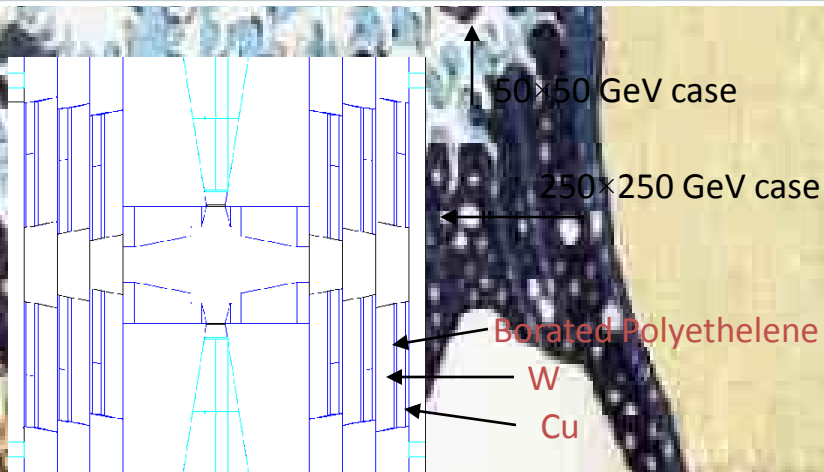 50×50 GeV case
250×250 GeV case
Borated Polyethelene
W
Cu